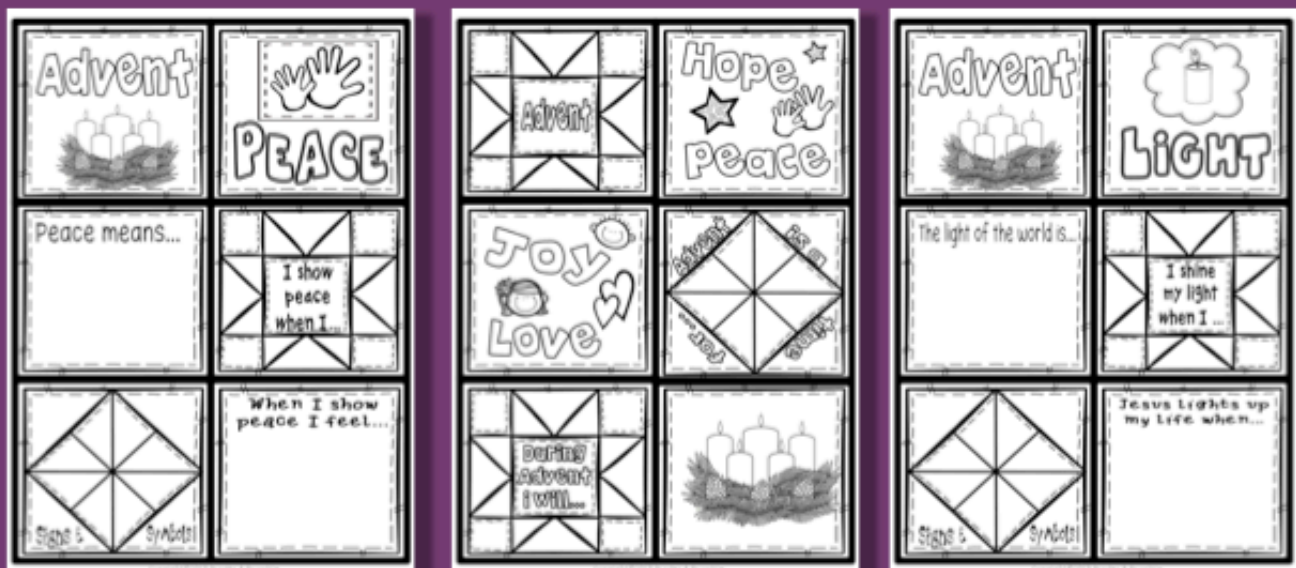 Advent
PEACE
Peace means...
I show
peace
when I...
Signs &
Symbols!
When I show
peace I feel...
Advent
Hope
Peace
Joy
Love
Advent
is a
time
for...
During
Advent
i will...
Advent
LiGHT
The light of the world is...
I shine
my light
when I ...
Signs &
Symbols!
Jesus Lights up
my Life when...